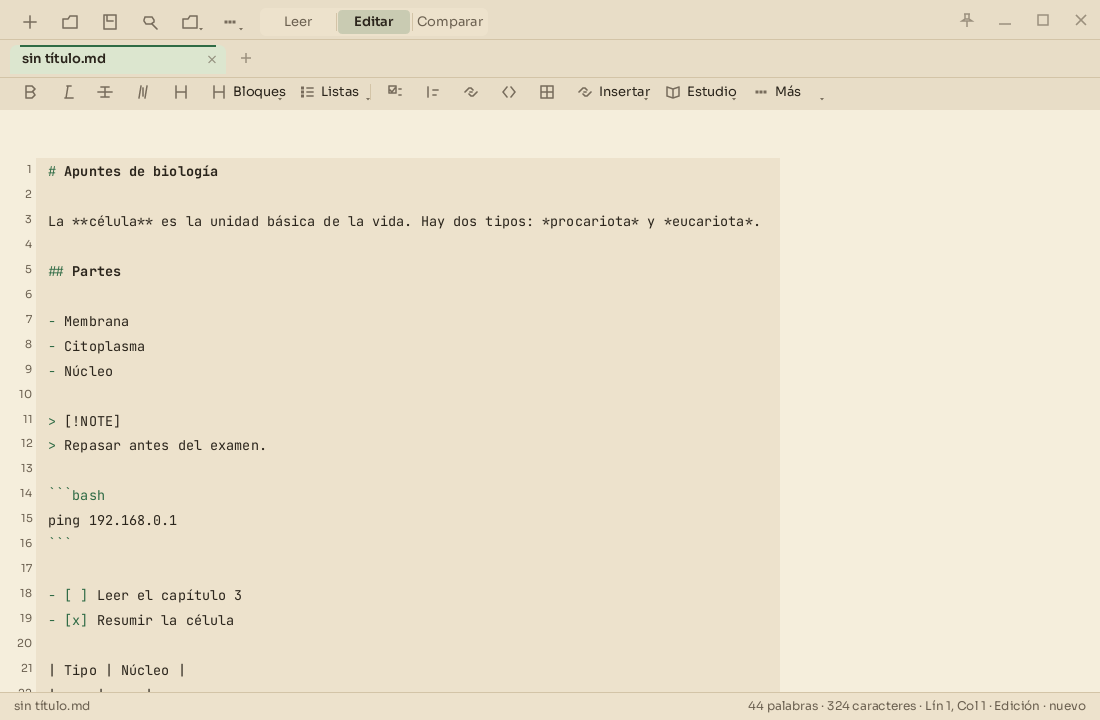 Leer Editar Comparar
sin título.md
Bloques Listas Insertar Estudio Más
1 # Apuntes de biología
2
3 La **célula** es la unidad básica de la vida. Hay dos tipos: *procariota* y *eucariota*.
4
5 ## Partes
6
7 - Membrana
8 - Citoplasma
9 - Núcleo
10
11 > [!NOTE]
12 > Repasar antes del examen.
13
14 ```bash
15 ping 192.168.0.1
16 ```
17
18 - [ ] Leer el capítulo 3
19 - [x] Resumir la célula
20
21 | Tipo | Núcleo |
sin título.md
44 palabras · 324 caracteres · Lín 1, Col 1 · Edición · nuevo